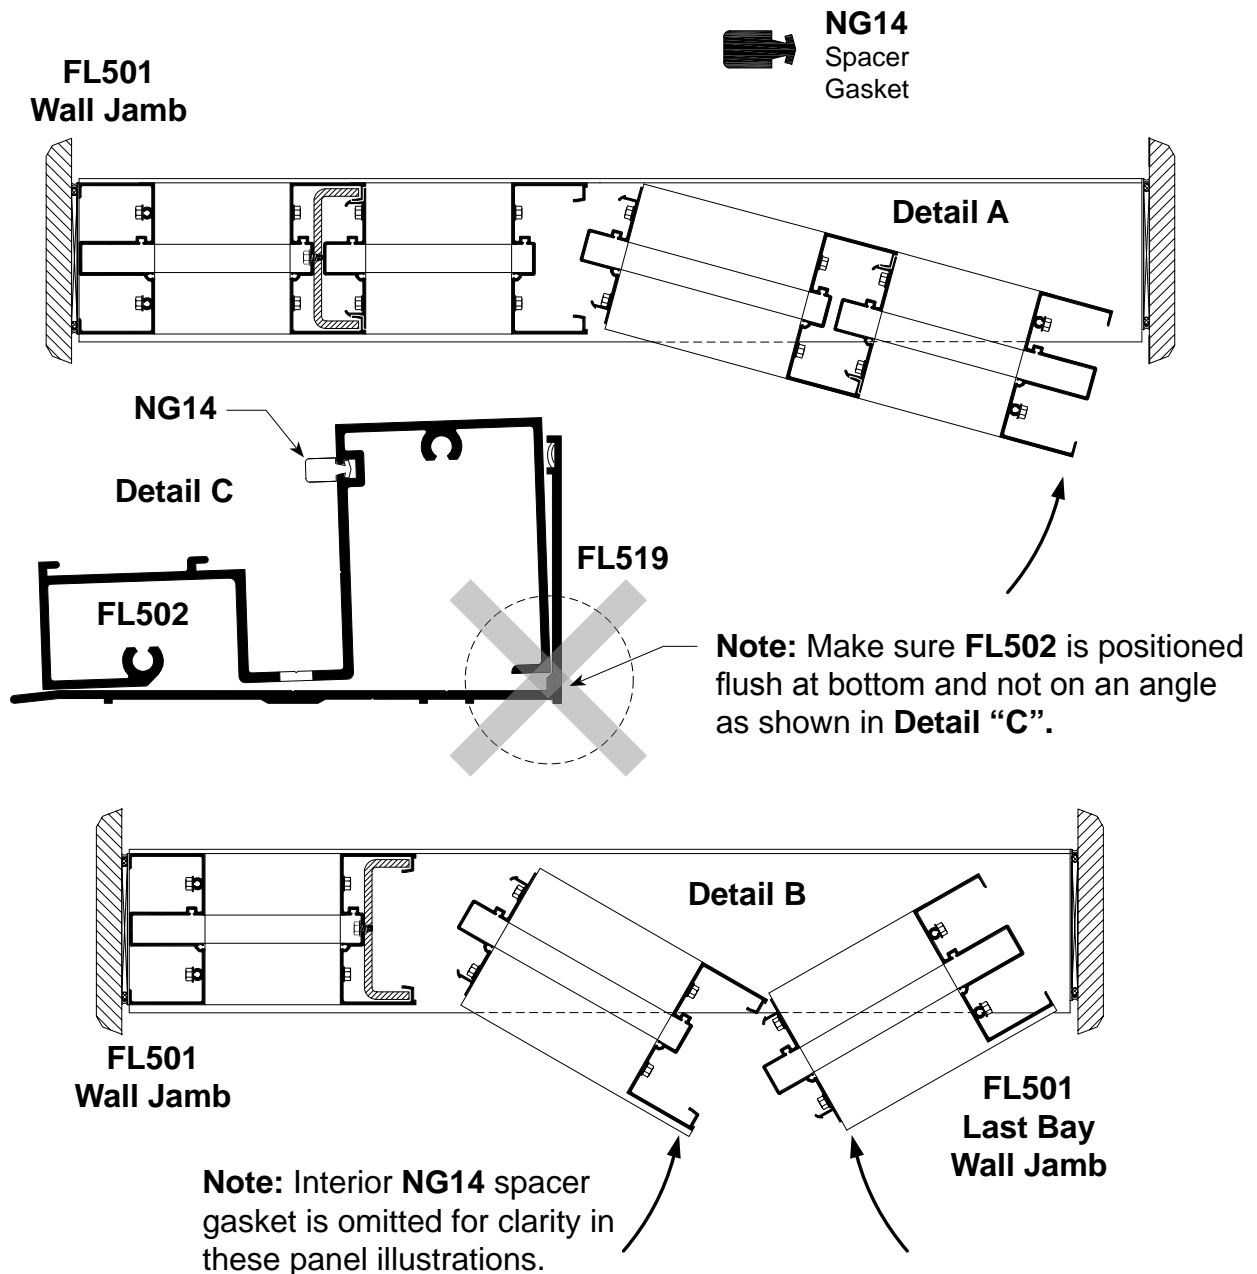 NG14
Spacer
Gasket
FL501
Wall Jamb
Detail A
NG14
Detail C
FL519
FL502
Note: Make sure FL502 is positioned
flush at bottom and not on an angle
as shown in Detail “C”.
Detail B
FL501
Wall Jamb
FL501
Last Bay
Wall Jamb
Note: Interior NG14 spacer
gasket is omitted for clarity in
these panel illustrations.